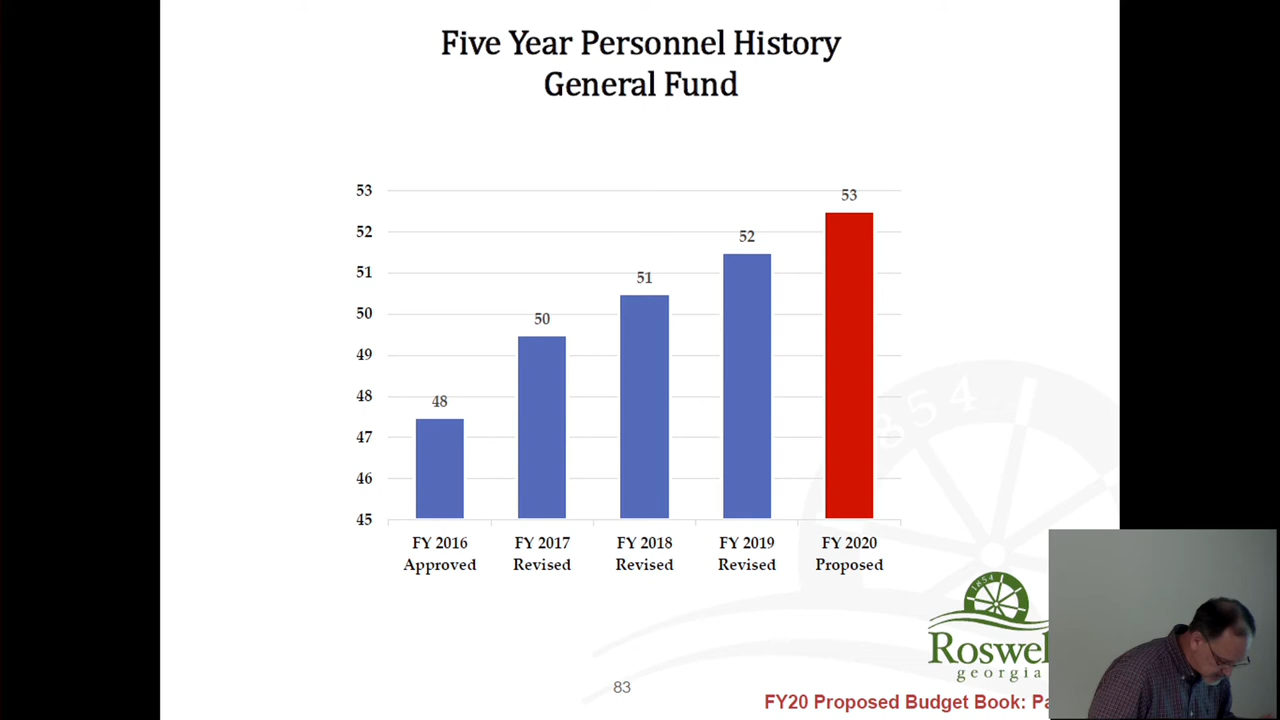 Five Year Personnel History
General Fund
53
52
51
50
49
48
47
46
45
48
50
51
52
53
FY 2016
Approved
FY 2017
Revised
FY 2018
Revised
FY 2019
Revised
FY 2020
Proposed
1854
1854
Roswel
georgia
83
FY20 Proposed Budget Book: Pa